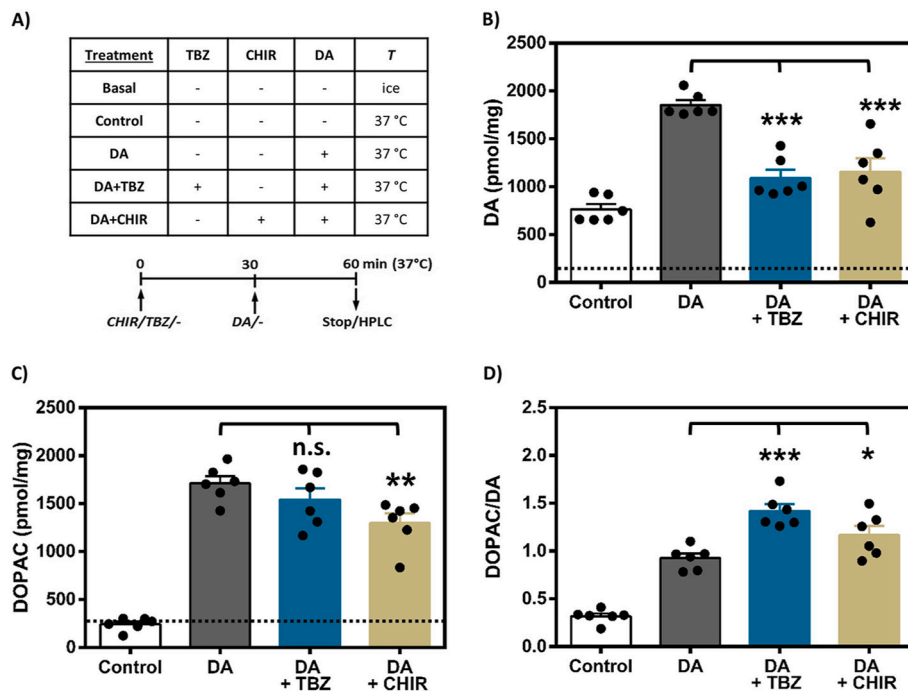 A)
Treatment TBZ CHIR DA T
Basal - - - ice
Control - - - 37 °C
DA - - + 37 °C
DA+TBZ + - + 37 °C
DA+CHIR - + + 37 °C
0 30 60 min (37°C)
CHIR/TBZ/- DA/- Stop/HPLC
B)
DA (pmol/mg)
2500
2000
1500
1000
500
0
*** ***
Control DA DA DA
+ TBZ + CHIR
C)
DOPAC (pmol/mg)
2500
2000
1500
1000
500
0
n.s.
**
Control DA DA DA
+ TBZ + CHIR
D)
DOPAC/DA
2.5
2.0
1.5
1.0
0.5
0.0
*** *
Control DA DA DA
+ TBZ + CHIR